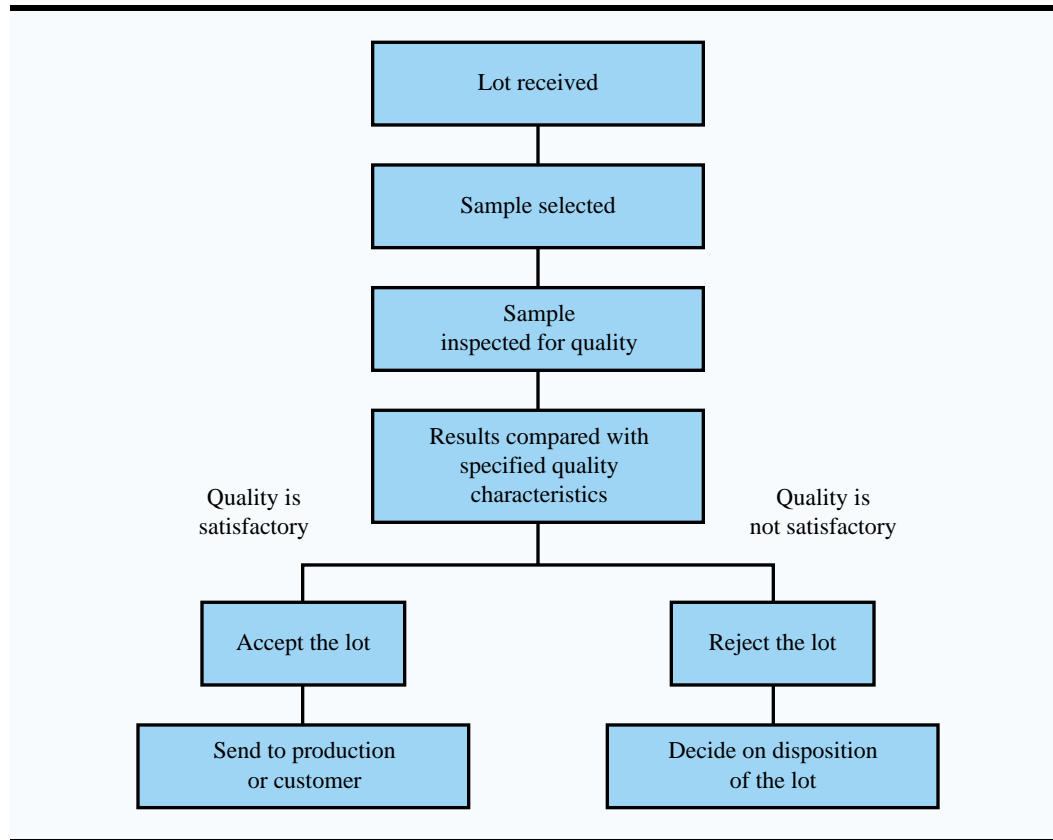 Lot received
Sample selected
Sample
inspected for quality
Results compared with
specified quality
characteristics
Quality is
satisfactory
Quality is
not satisfactory
Accept the lot
Reject the lot
Send to production
or customer
Decide on disposition
of the lot